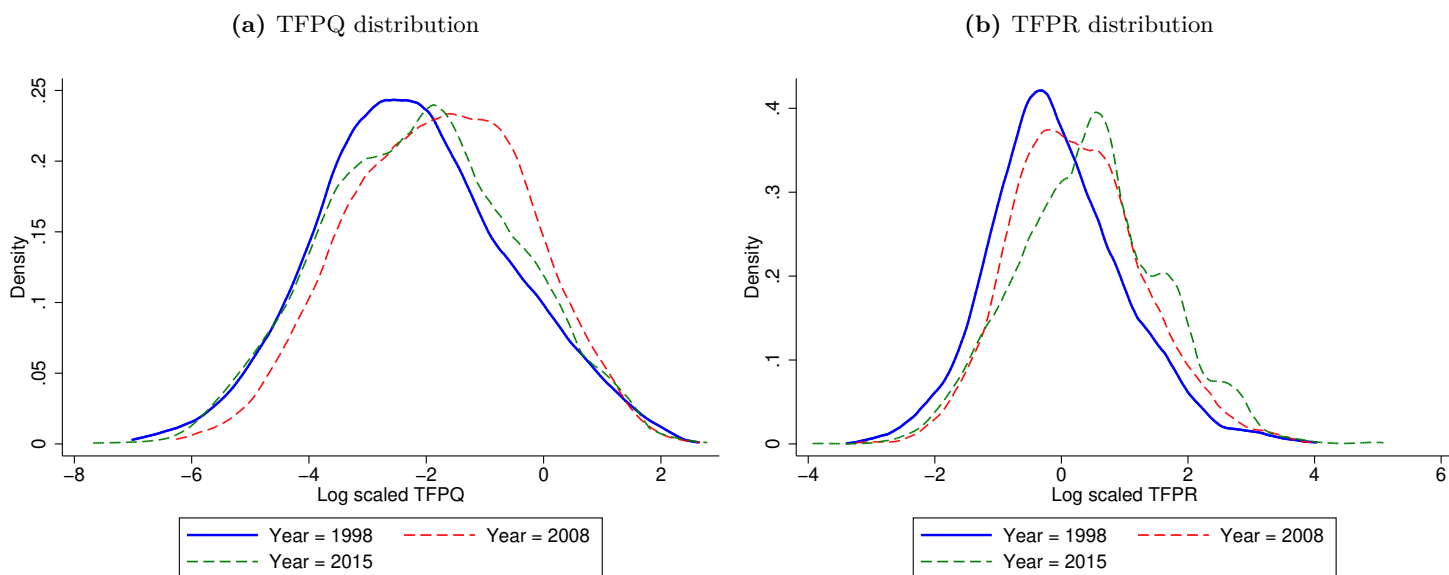 (a) TFPQ distribution
Density
0
.05
.1
.15
.2
.25
−8
−6
−4
−2
0
2
Log scaled TFPQ
Year = 1998
Year = 2008
Year = 2015
(b) TFPR distribution
Density
0
.1
.2
.3
.4
−4
−2
0
2
4
6
Log scaled TFPR
Year = 1998
Year = 2008
Year = 2015